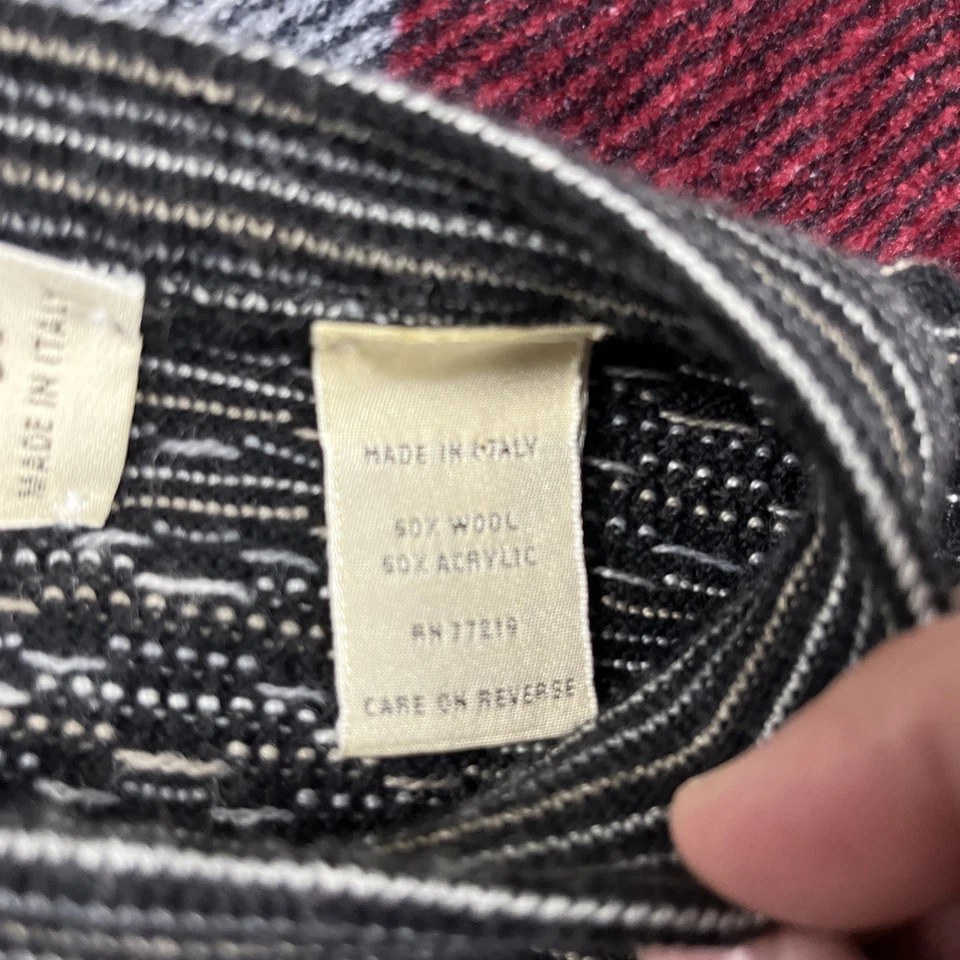 MADE IN ITALY
MADE IN ITALY
50% WOOL
50% ACRYLIC
RN 77219
CARE ON REVERSE